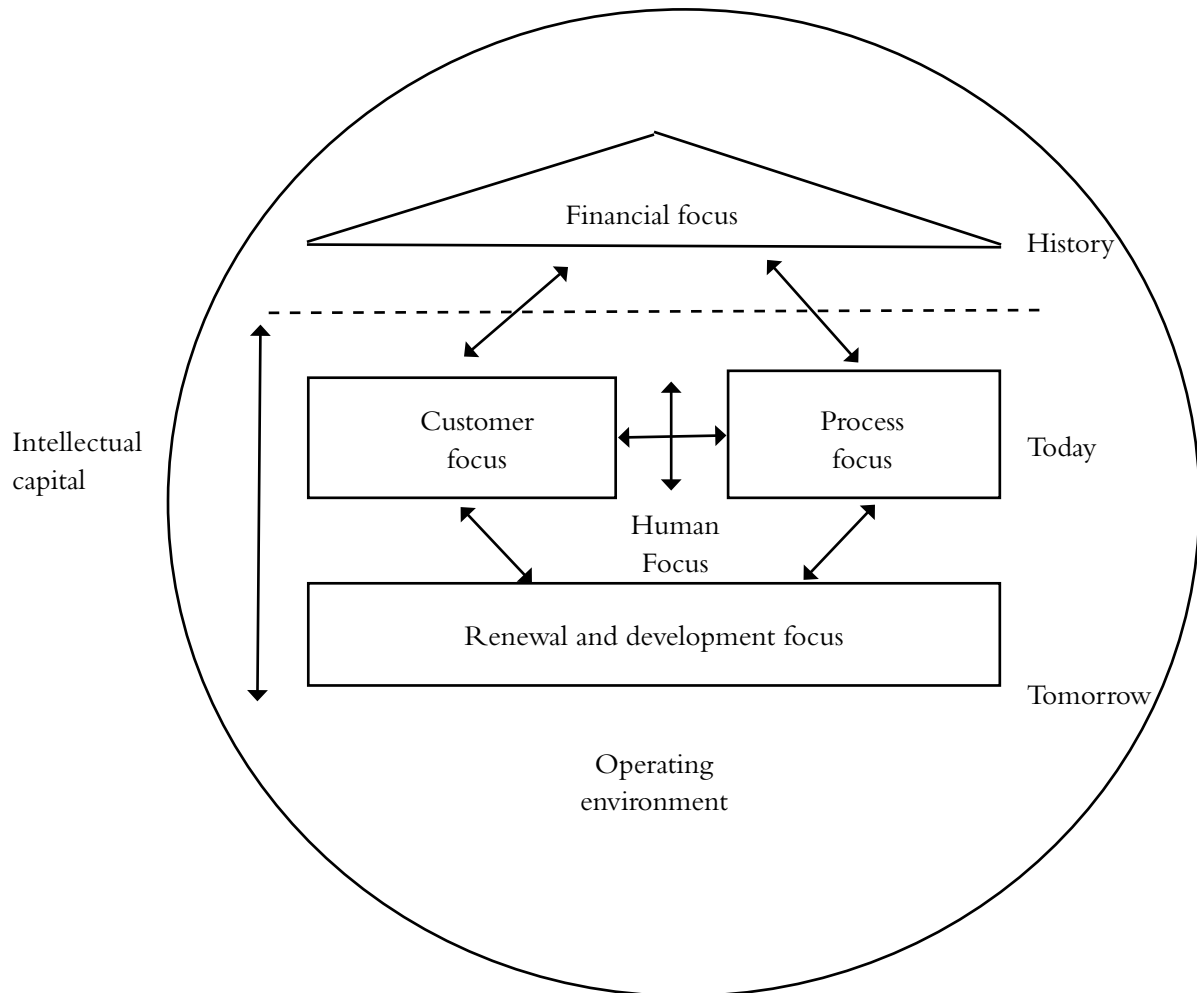 Financial focus
History
Intellectual
capital
Customer
focus
Process
focus
Today
Human
Focus
Renewal and development focus
Tomorrow
Operating
environment